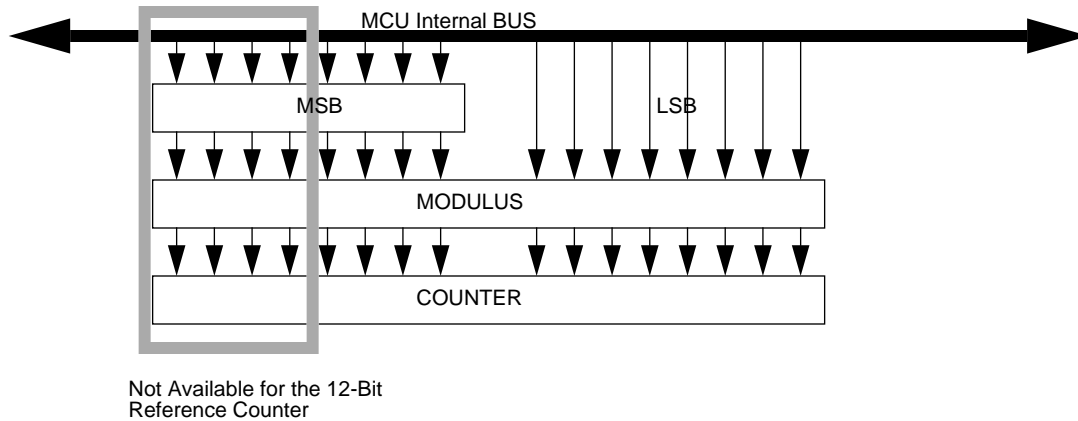 MCU Internal BUS
MSB
LSB
MODULUS
COUNTER
Not Available for the 12-Bit
Reference Counter